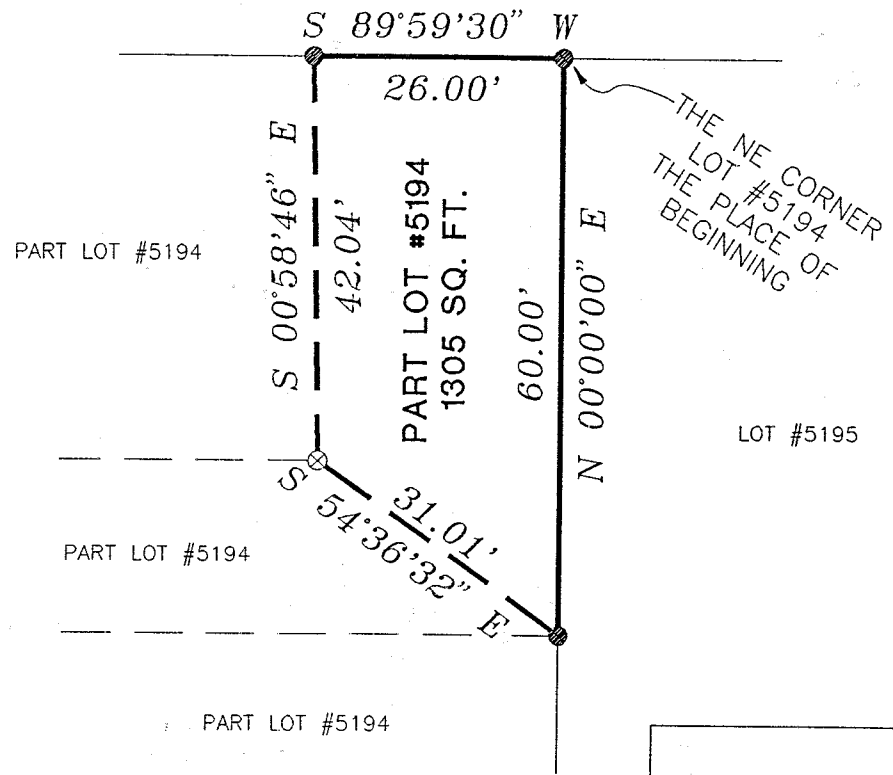 S 89°59'30" W
26.00'
THE NE CORNER
LOT #5194
THE PLACE OF
BEGINNING
S 00°58'46" E
42.04'
PART LOT #5194
1305 SQ. FT.
60.00'
N 00°00'00" E
PART LOT #5194
LOT #5195
31.01'
S 54°36'32" E
PART LOT #5194
PART LOT #5194